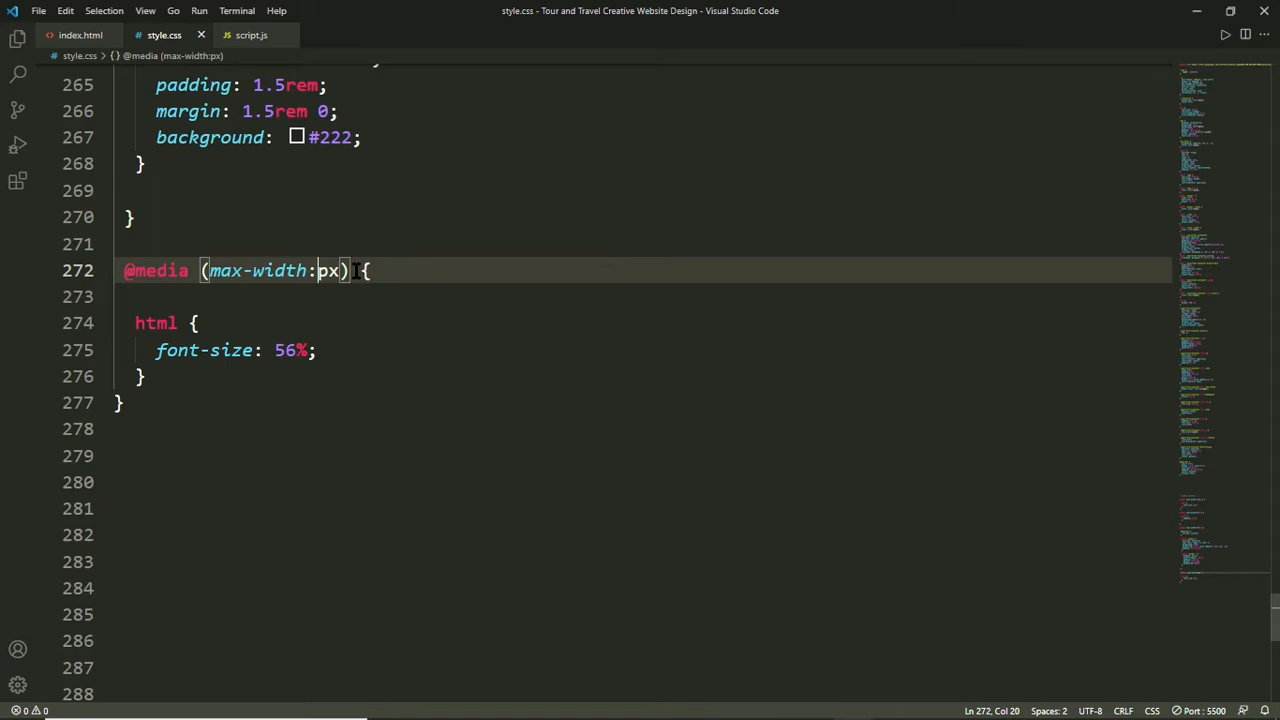 File Edit Selection View Go Run Terminal Help style.css - Tour and Travel Creative Website Design - Visual Studio Code
index.html style.css script.js
style.css > {} @media (max-width:px)
265 padding: 1.5rem;
266 margin: 1.5rem 0;
267 background: #222;
268 }
269
270 }
271
272 @media (max-width:px) {
273
274 html {
275 font-size: 56%;
276 }
277 }
278
279
280
281
282
283
284
285
286
287
288
0 0 Ln 272, Col 20 Spaces: 2 UTF-8 CRLF CSS Port : 5500